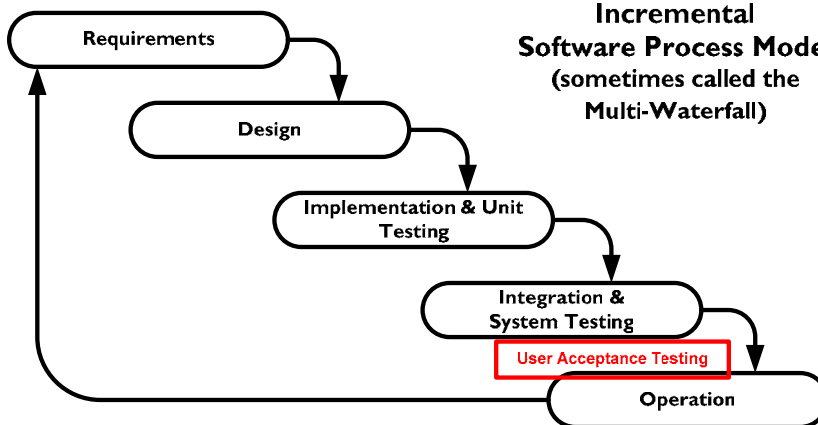 Incremental
Software Process Mode
(sometimes called the
Multi-Waterfall)
Requirements
Design
Implementation & Unit
Testing
Integration &
System Testing
User Acceptance Testing
Operation